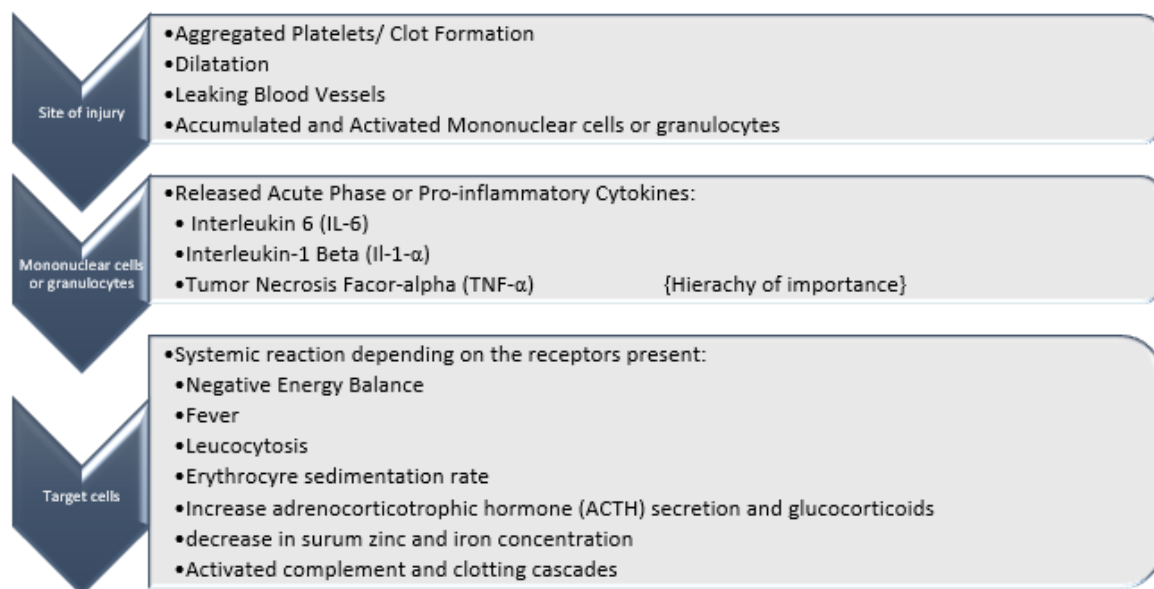 Site of injury
•Aggregated Platelets/ Clot Formation
•Dilatation
•Leaking Blood Vessels
•Accumulated and Activated Mononuclear cells or granulocytes
Mononuclear cells
or granulocytes
•Released Acute Phase or Pro-inflammatory Cytokines:
• Interleukin 6 (IL-6)
•Interleukin-1 Beta (Il-1-α)
•Tumor Necrosis Facor-alpha (TNF-α) {Hierachy of importance}
Target cells
•Systemic reaction depending on the receptors present:
•Negative Energy Balance
•Fever
•Leucocytosis
•Erythrocyre sedimentation rate
•Increase adrenocorticotrophic hormone (ACTH) secretion and glucocorticoids
•decrease in surum zinc and iron concentration
•Activated complement and clotting cascades